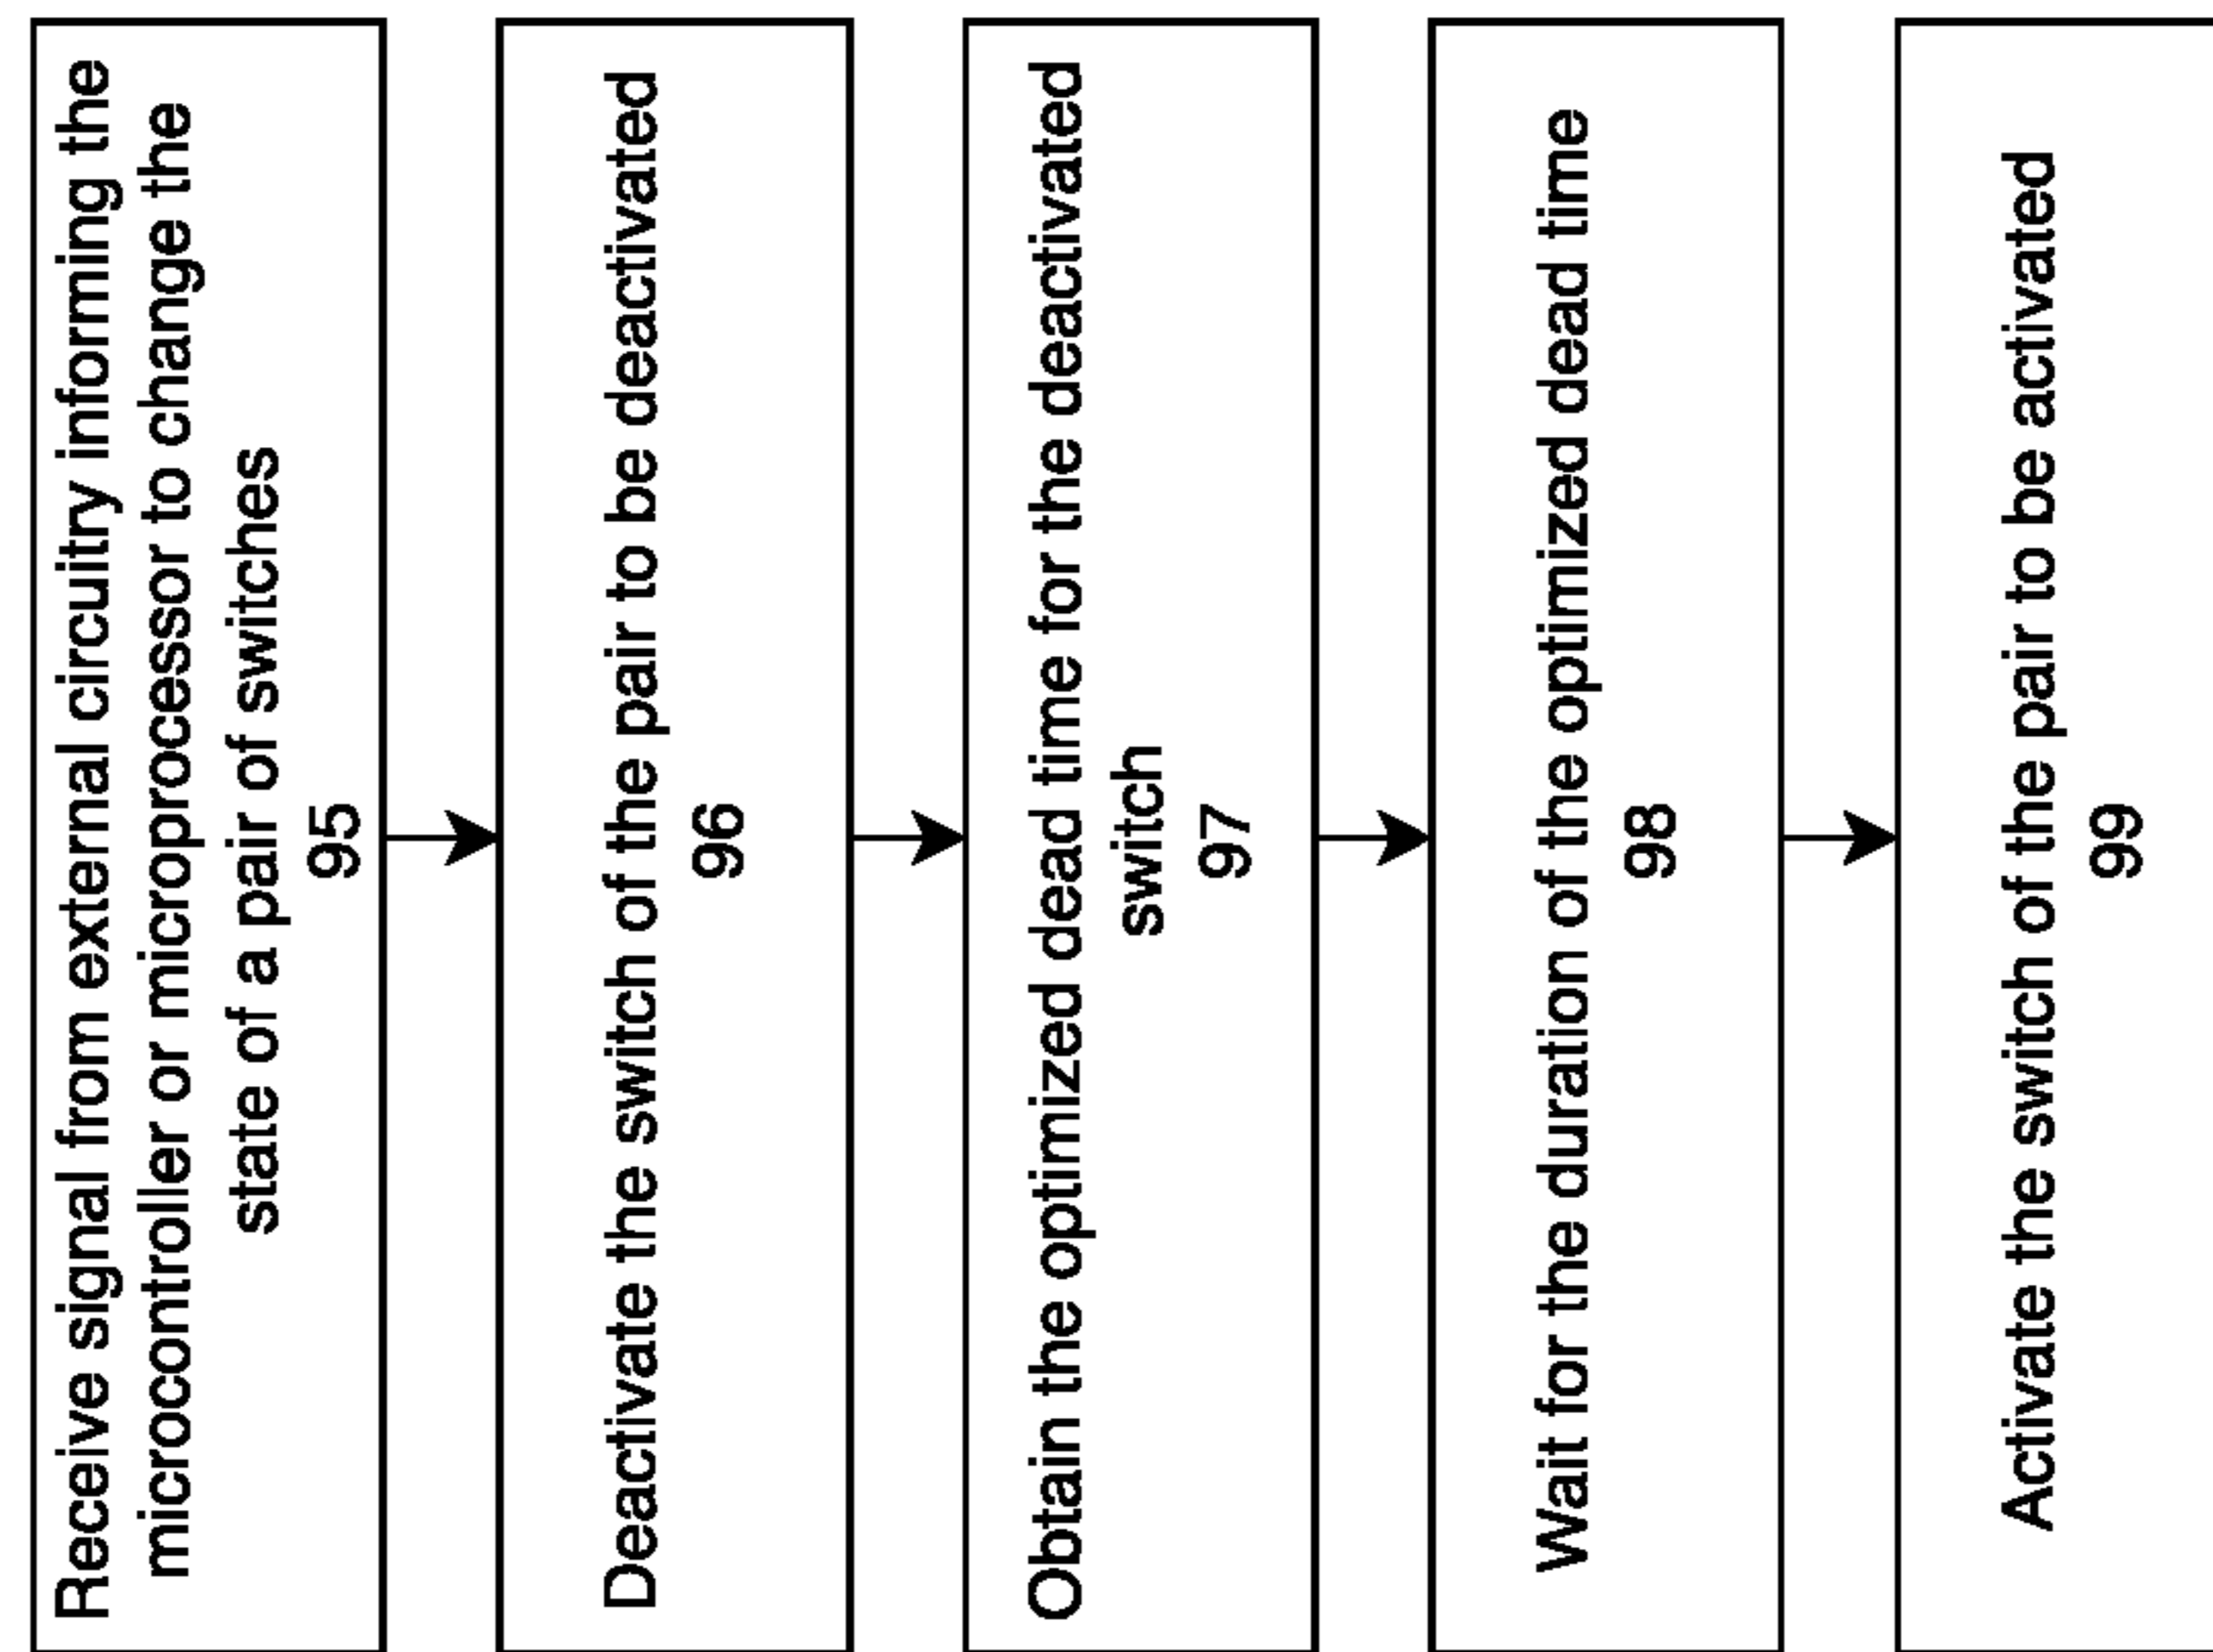 Receive signal from external circuitry informing the
microcontroller or microprocessor to change the
state of a pair of switches
95
Deactivate the switch of the pair to be deactivated
96
Obtain the optimized dead time for the deactivated
switch
97
Wait for the duration of the optimized dead time
98
Activate the switch of the pair to be activated
99